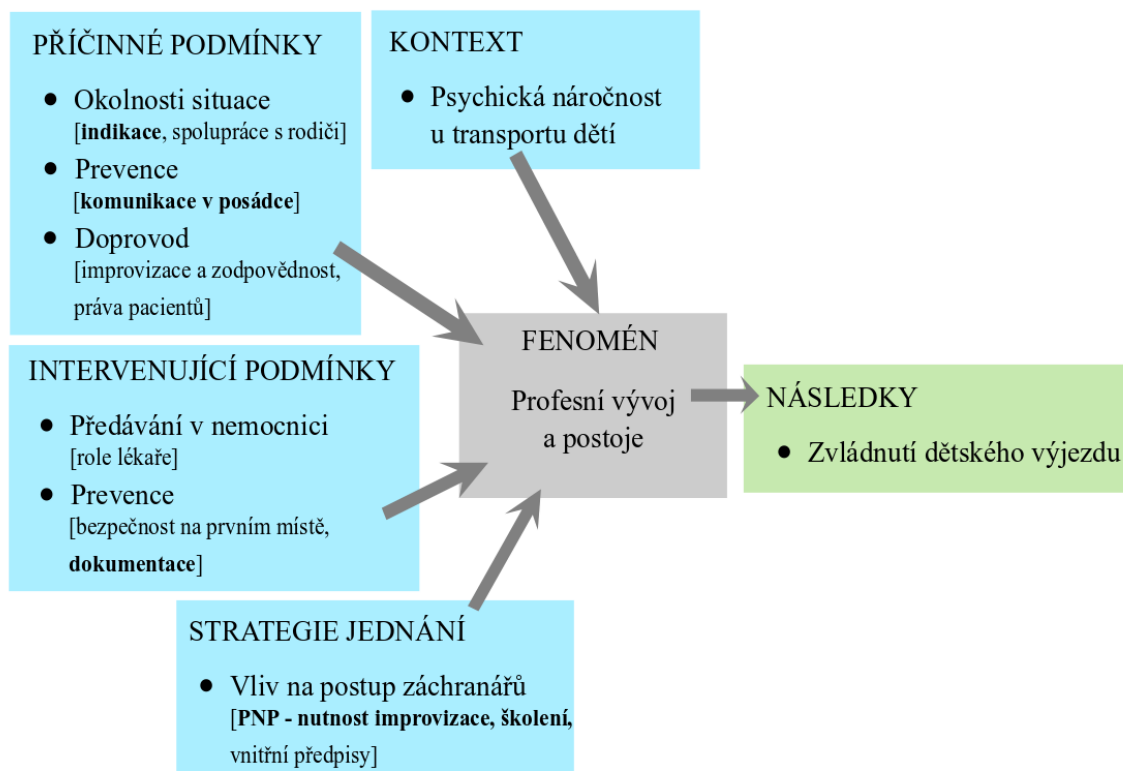 PŘÍČINNÉ PODMÍNKY
● Okolnosti situace
[indikace, spolupráce s rodiči]
● Prevence
[komunikace v posádce]
● Doprovod
[improvizace a zodpovědnost,
práva pacientů]
KONTEXT
● Psychická náročnost
u transportu dětí
INTERVENUJÍCÍ PODMÍNKY
● Předávání v nemocnici
[role lékaře]
● Prevence
[bezpečnost na prvním místě,
dokumentace]
FENOMÉN
Profesní vývoj
a postoje
NÁSLEDKY
● Zvládnutí dětského výjezdu
STRATEGIE JEDNÁNÍ
● Vliv na postup záchranářů
[PNP - nutnost improvizace, školení,
vnitřní předpisy]